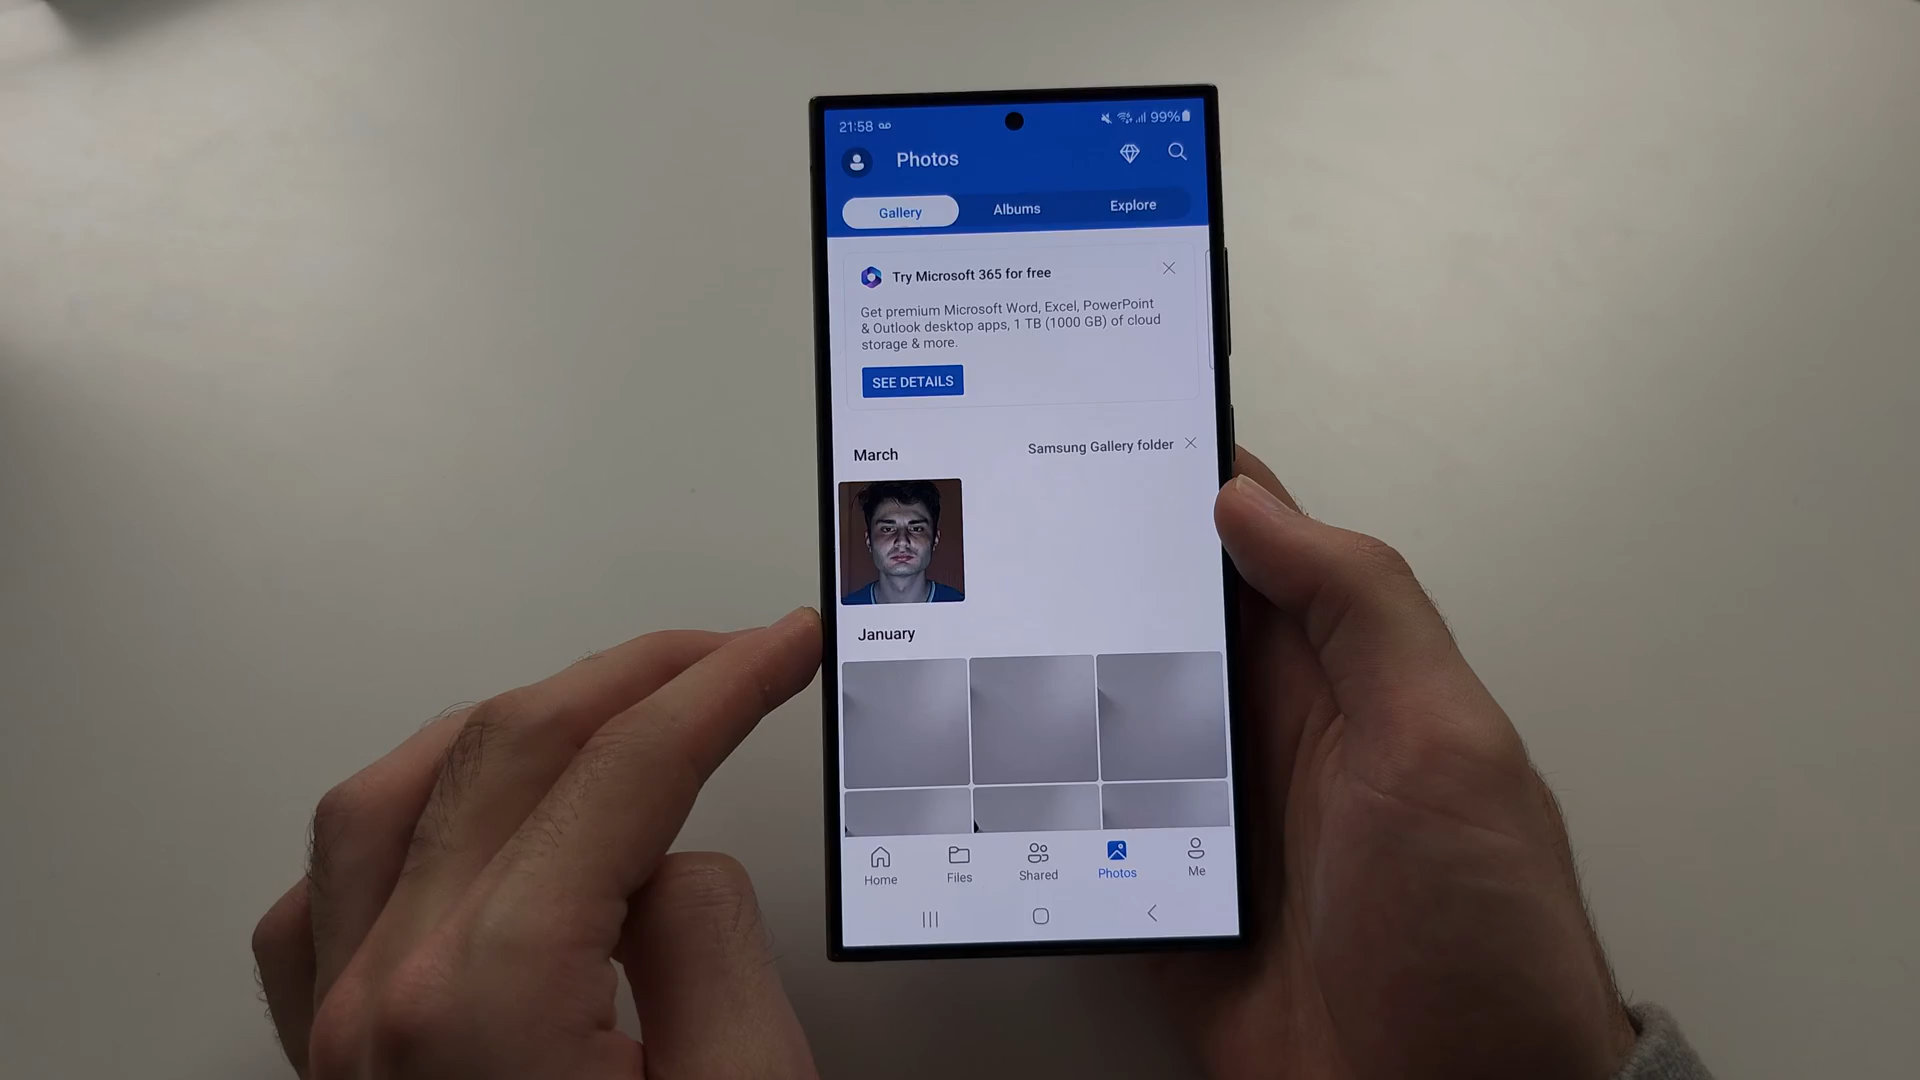 21:58
99%
Photos
Gallery
Albums
Explore
Try Microsoft 365 for free
Get premium Microsoft Word, Excel, PowerPoint
& Outlook desktop apps, 1 TB (1000 GB) of cloud
storage & more.
SEE DETAILS
March
Samsung Gallery folder
January
Home
Files
Shared
Photos
Me